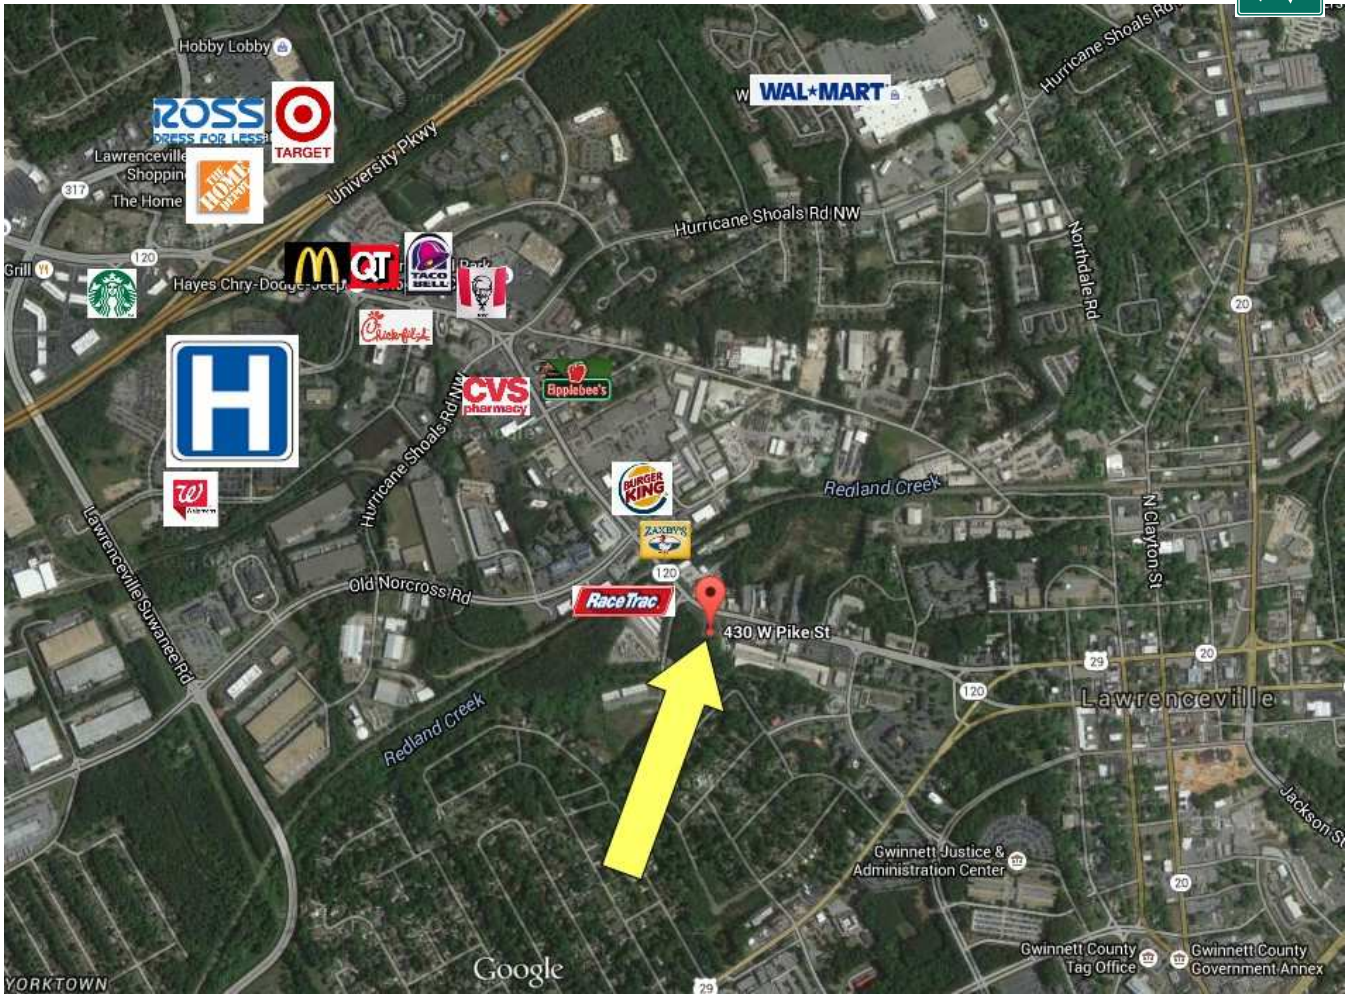 Hobby Lobby
Hurricane Shoals Rd
ROSS
DRESS FOR LESS
TARGET
W
WAL★MART
Lawrenceville
Shoppin
THE
HOME
DEPOT
The Home
317
University Pkwy
Hurricane Shoals Rd NW
Northdale Rd
120
Grill
QT
TACO
BELL
Park
KFC
Hayes Chry-Dodge-Jeep
20
Chick-fil-A
H
CVS
pharmacy
Applebee's
Hurricane Shoals Rd NW
Walgreens
BURGER
KING
Redland Creek
N Clayton St
ZAXBY'S
120
Lawrenceville Suwanee Rd
Old Norcross Rd
RaceTrac
430 W Pike St
29
20
120
Lawrenceville
Redland Creek
Jackson St
Gwinnett Justice &
Administration Center
20
Gwinnett County
Tag Office
Gwinnett County
Government Annex
Google
YORKTOWN
29